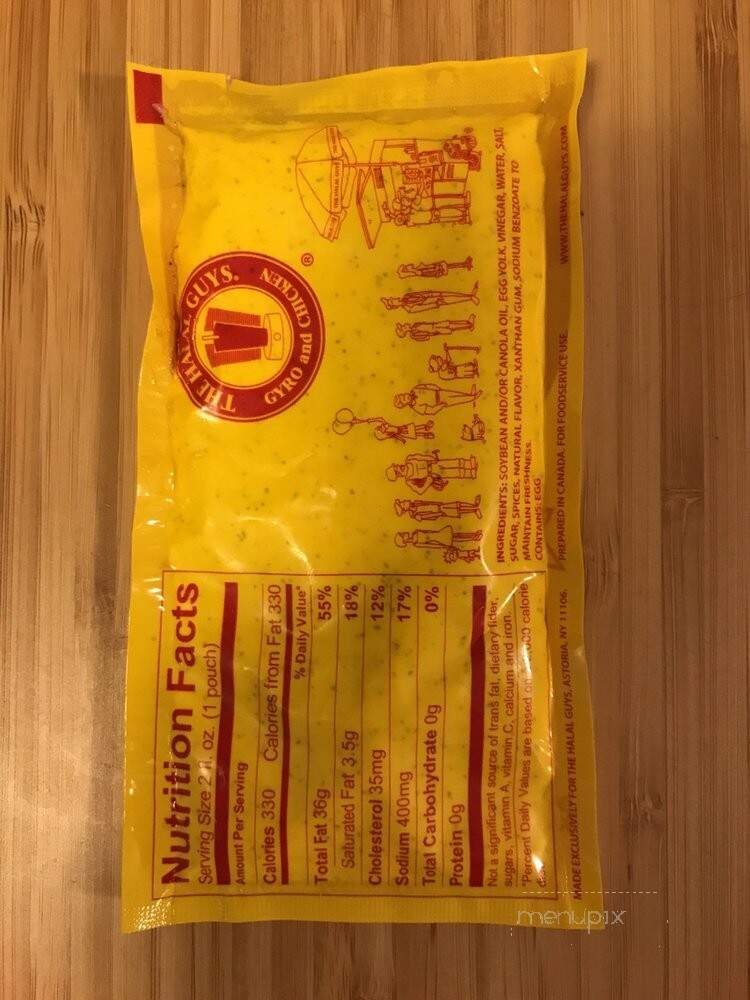 THE HALAL GUYS.
GYRO and CHICKEN
®
THE HALAL GUYS
INGREDIENTS: SOYBEAN AND/OR CANOLA OIL, EGG YOLK, VINEGAR, WATER, SALT,
SUGAR, SPICES, NATURAL FLAVOR, XANTHAN GUM, SODIUM BENZOATE TO
MAINTAIN FRESHNESS.
CONTAINS: EGG
Nutrition Facts
Serving Size 2 fl. oz. (1 pouch)
Amount Per Serving
Calories 330 Calories from Fat 330
% Daily Value*
Total Fat 36g 55%
Saturated Fat 3.5g 18%
Cholesterol 35mg 12%
Sodium 400mg 17%
Total Carbohydrate 0g 0%
Protein 0g
Not a significant source of trans fat, dietary fider,
sugars, vitamin A, vitamin C, calcium and iron.
*Percent Daily Values are based on calorie
MADE EXCLUSIVELY FOR THE HALAL GUYS, ASTORIA, NY 11106. PREPARED IN CANADA. FOR FOODSERVICE USE. WWW.THEHALALGUYS.COM
menupix